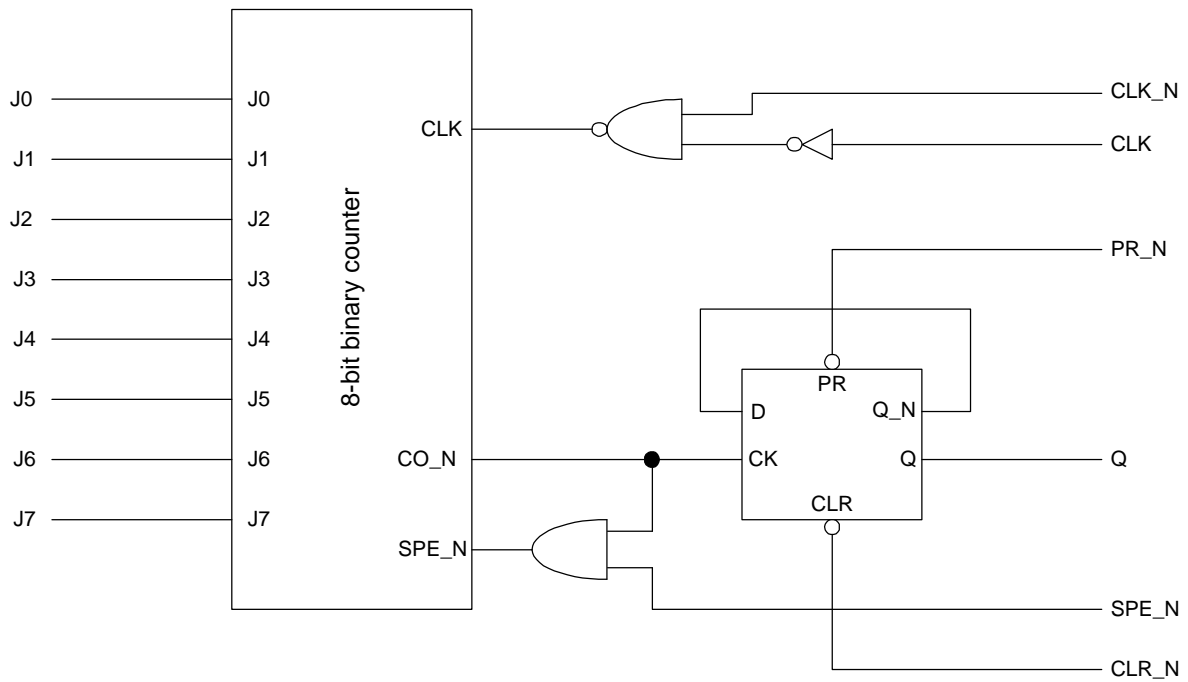 J0
J1
J2
J3
J4
J5
J6
J7
J0
J1
J2
J3
J4
J5
J6
J7
8-bit binary counter
CLK
CO_N
SPE_N
PR
D
Q_N
CK
Q
CLR
CLK_N
CLK
PR_N
Q
SPE_N
CLR_N